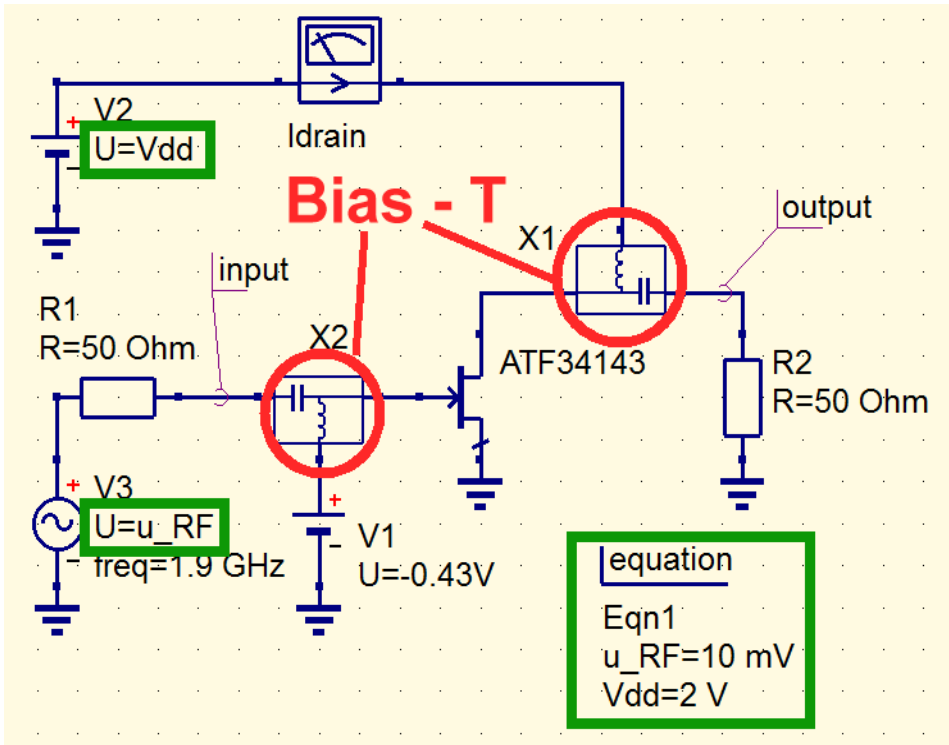 V2
U=Vdd
Idrain
Bias - T
X1
output
input
R1
R=50 Ohm
X2
ATF34143
R2
R=50 Ohm
V3
U=u_RF
freq=1.9 GHz
V1
U=-0.43V
equation
Eqn1
u_RF=10 mV
Vdd=2 V